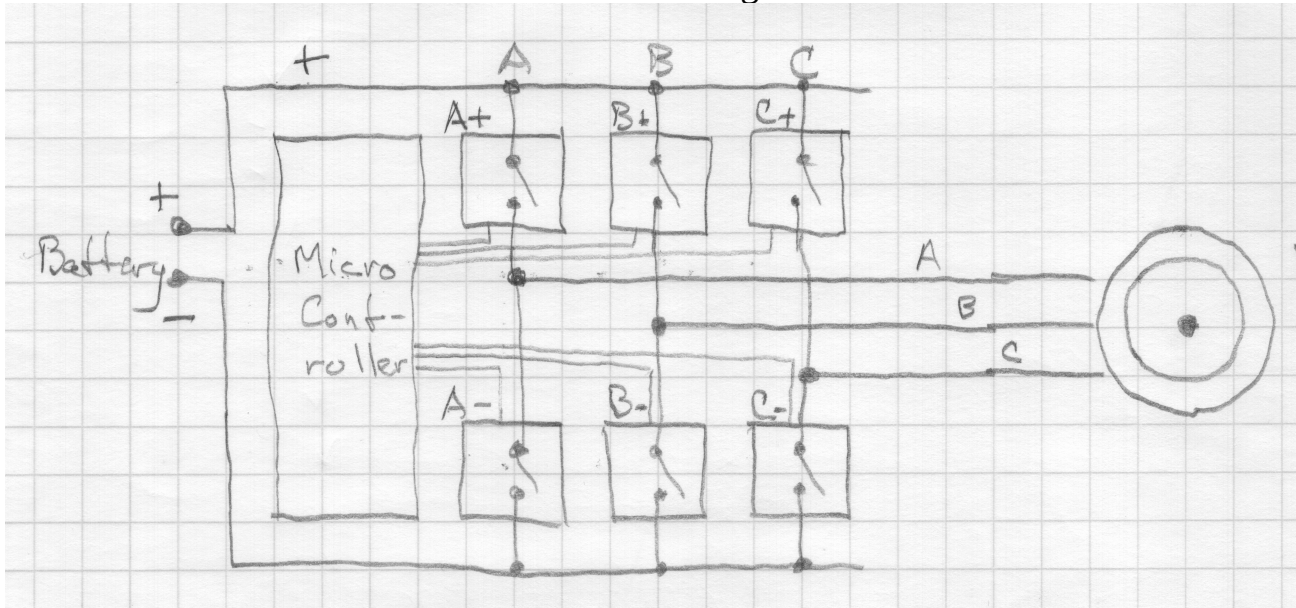 + A B C
A+ B+ C+
+
Battery
-
Micro
Cont-
roller
A
B
C
A- B- C-